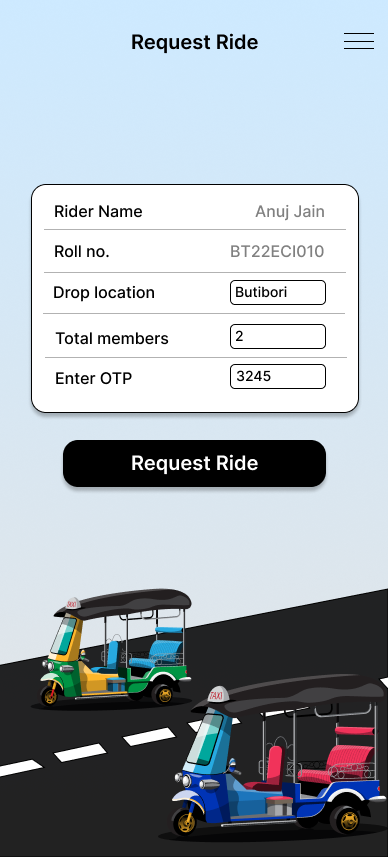 Request Ride
Rider Name Anuj Jain
Roll no. BT22ECI010
Drop location Butibori
Total members 2
Enter OTP 3245
Request Ride
TAXI
TAXI